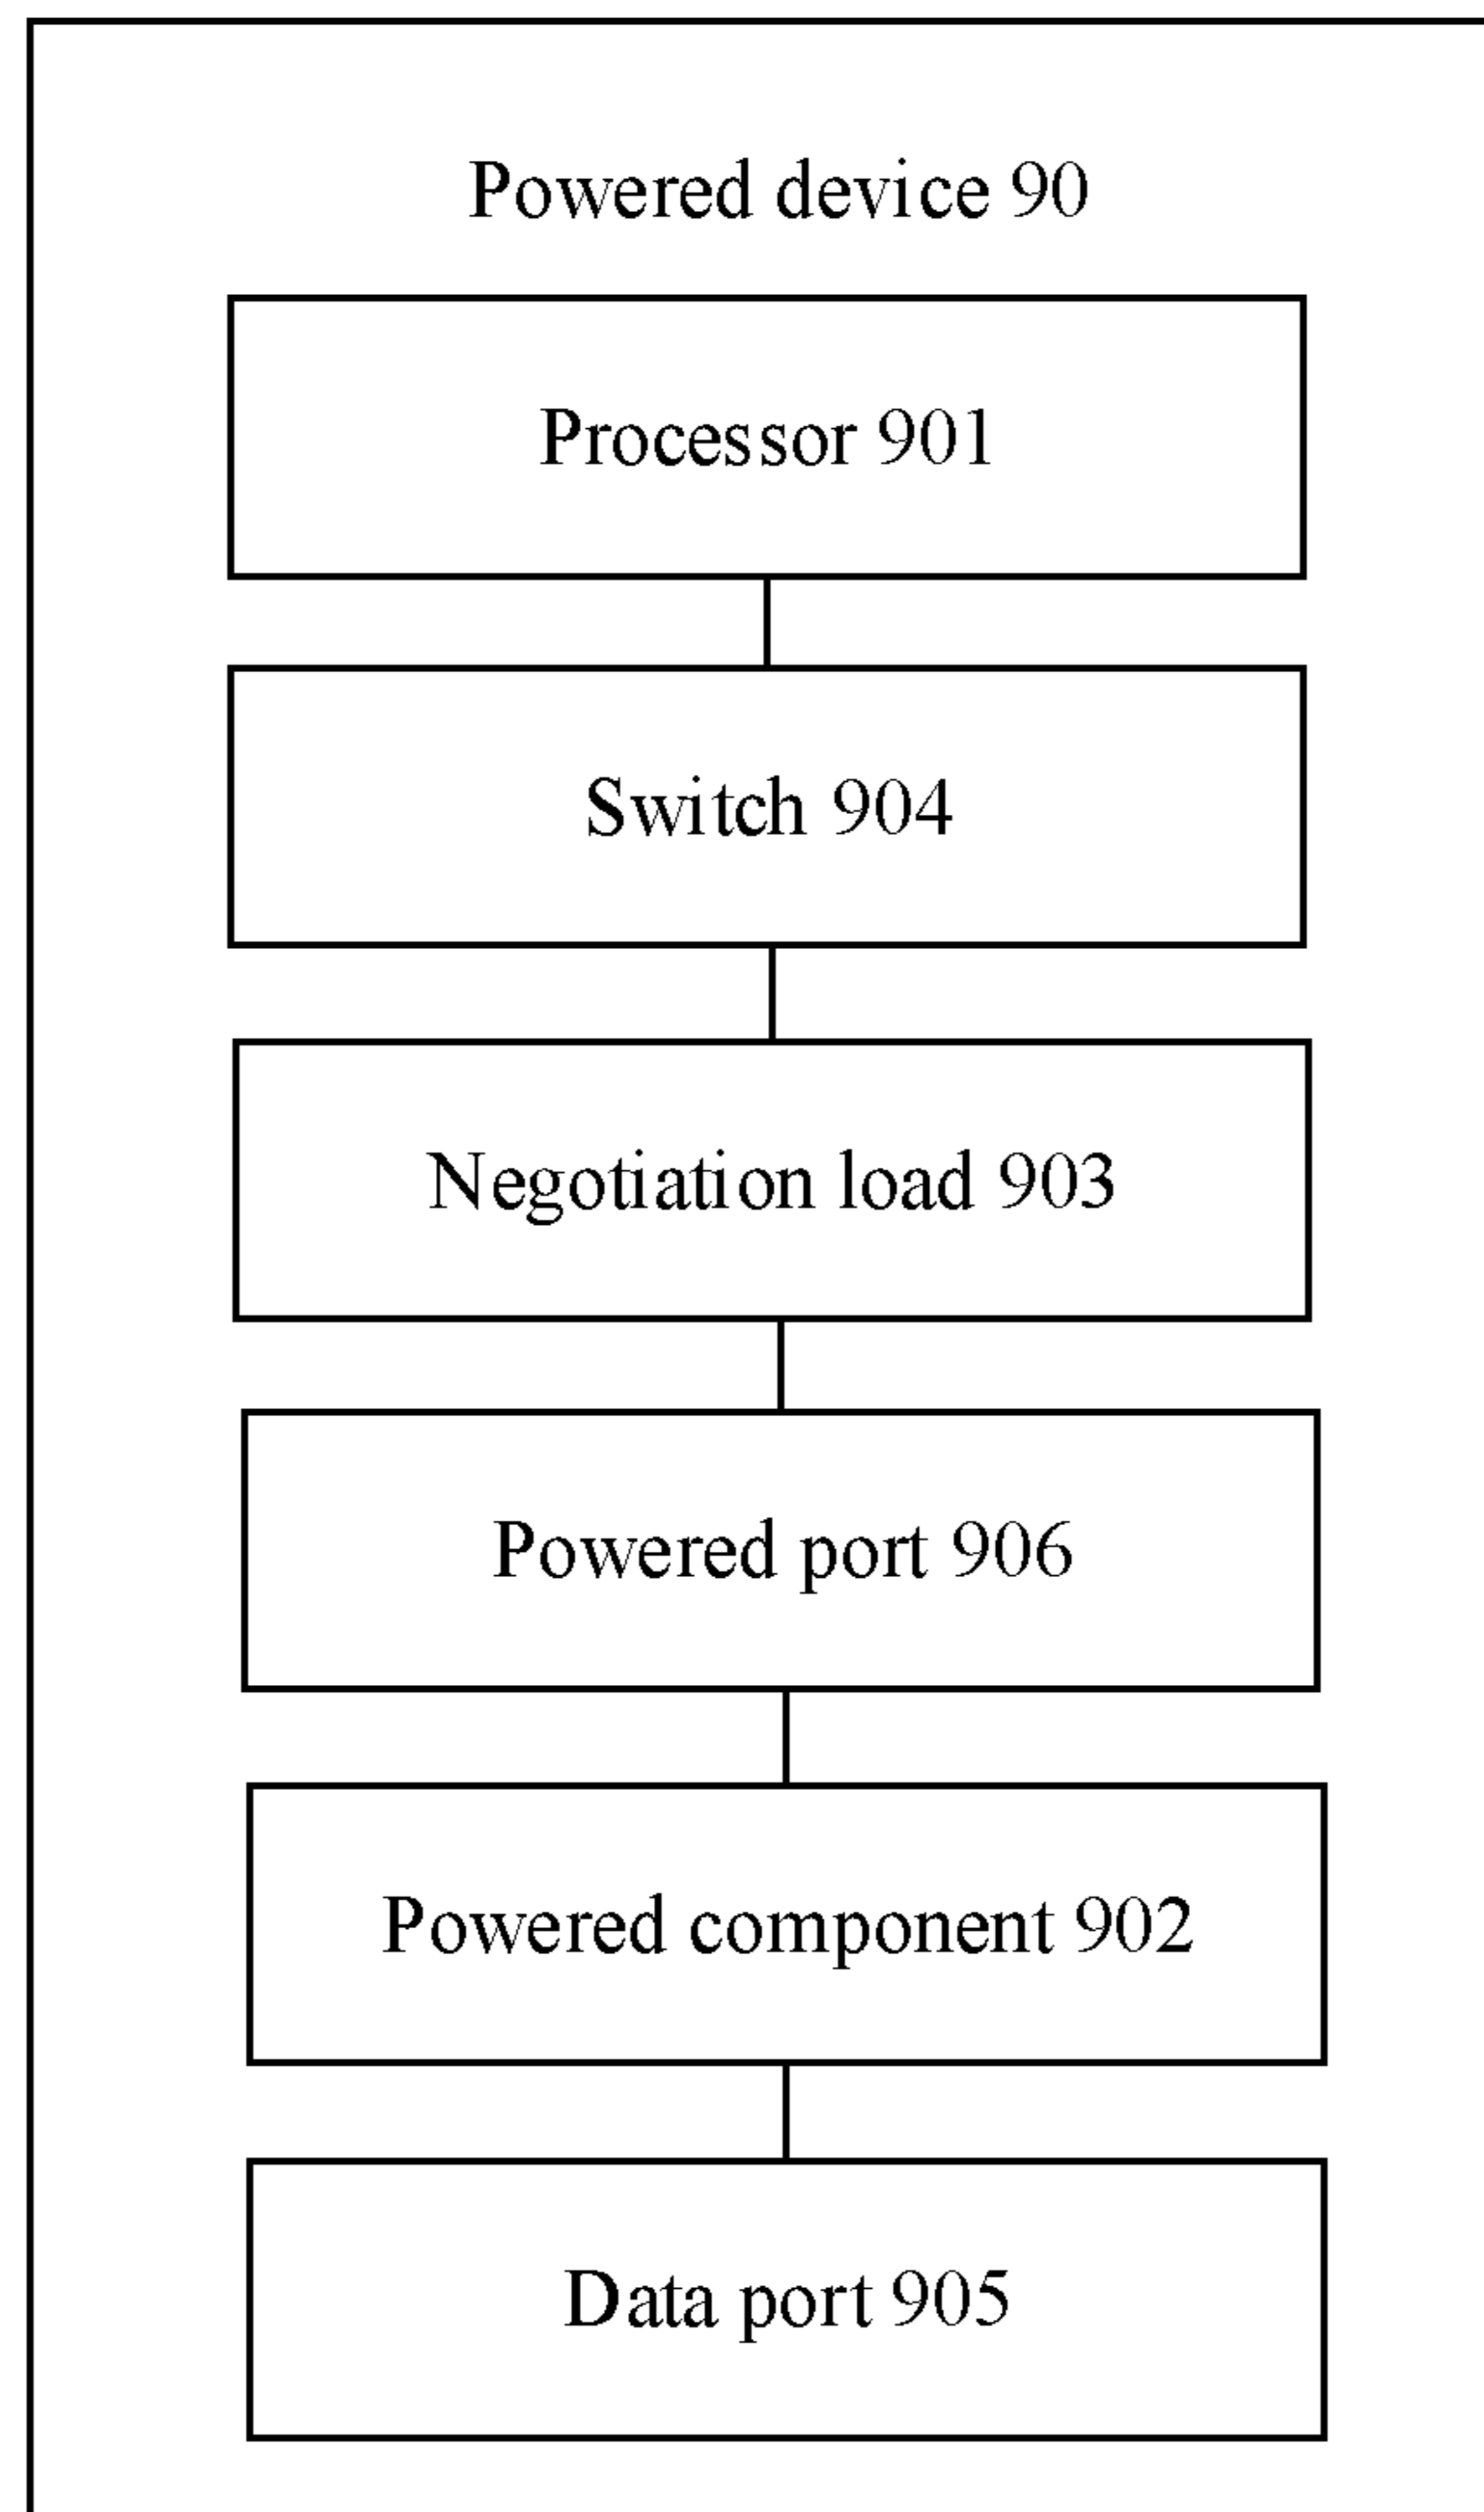 Powered device 90
Processor 901
Switch 904
Negotiation load 903
Powered port 906
Powered component 902
Data port 905